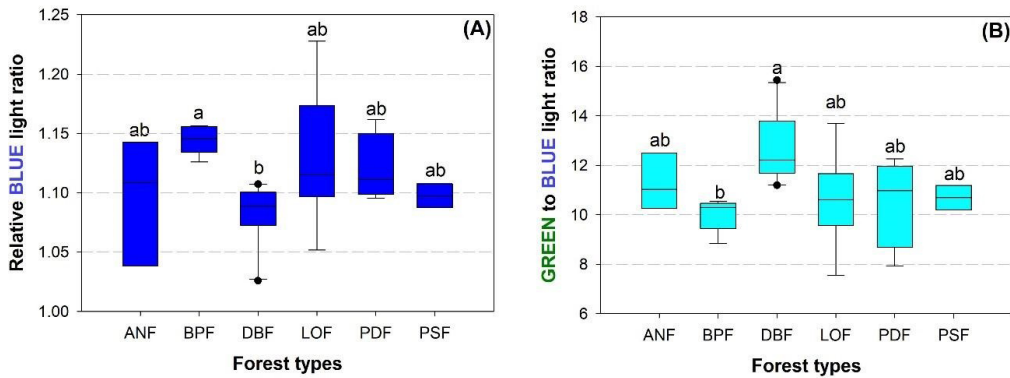 (A)
Relative BLUE light ratio
1.25
1.20
1.15
1.10
1.05
1.00
ab
a
b
ab
ab
ab
ANF BPF DBF LOF PDF PSF
Forest types
(B)
GREEN to BLUE light ratio
18
16
14
12
10
8
6
ab
b
a
ab
ab
ab
ANF BPF DBF LOF PDF PSF
Forest types